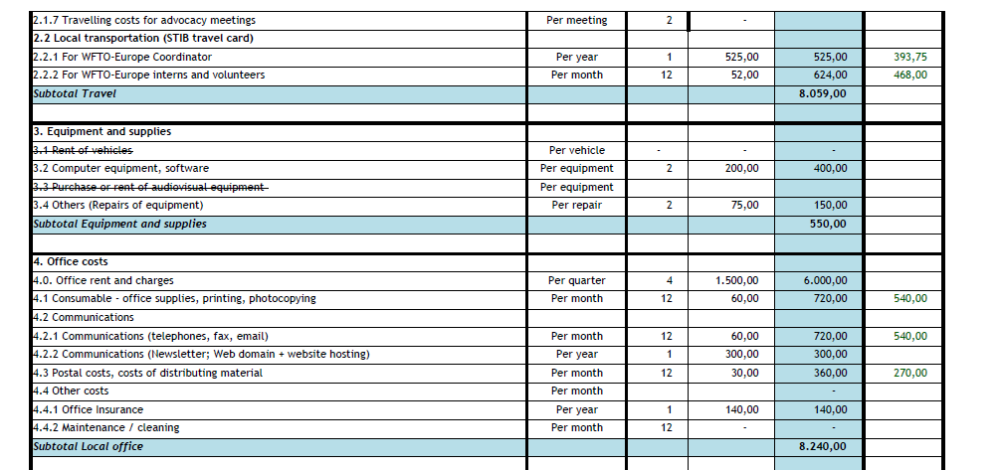 2.1.7 Travelling costs for advocacy meetings Per meeting 2 -
2.2 Local transportation (STIB travel card)
2.2.1 For WFTO-Europe Coordinator Per year 1 525,00 525,00 393,75
2.2.2 For WFTO-Europe interns and volunteers Per month 12 52,00 624,00 468,00
Subtotal Travel 8.059,00
3. Equipment and supplies
3.1 Rent of vehicles Per vehicle - - -
3.2 Computer equipment, software Per equipment 2 200,00 400,00
3.3 Purchase or rent of audiovisual equipment Per equipment
3.4 Others (Repairs of equipment) Per repair 2 75,00 150,00
Subtotal Equipment and supplies 550,00
4. Office costs
4.0. Office rent and charges Per quarter 4 1.500,00 6.000,00
4.1 Consumable - office supplies, printing, photocopying Per month 12 60,00 720,00 540,00
4.2 Communications
4.2.1 Communications (telephones, fax, email) Per month 12 60,00 720,00 540,00
4.2.2 Communications (Newsletter; Web domain + website hosting) Per year 1 300,00 300,00
4.3 Postal costs, costs of distributing material Per month 12 30,00 360,00 270,00
4.4 Other costs Per month -
4.4.1 Office Insurance Per year 1 140,00 140,00
4.4.2 Maintenance / cleaning Per month 12 - -
Subtotal Local office 8.240,00